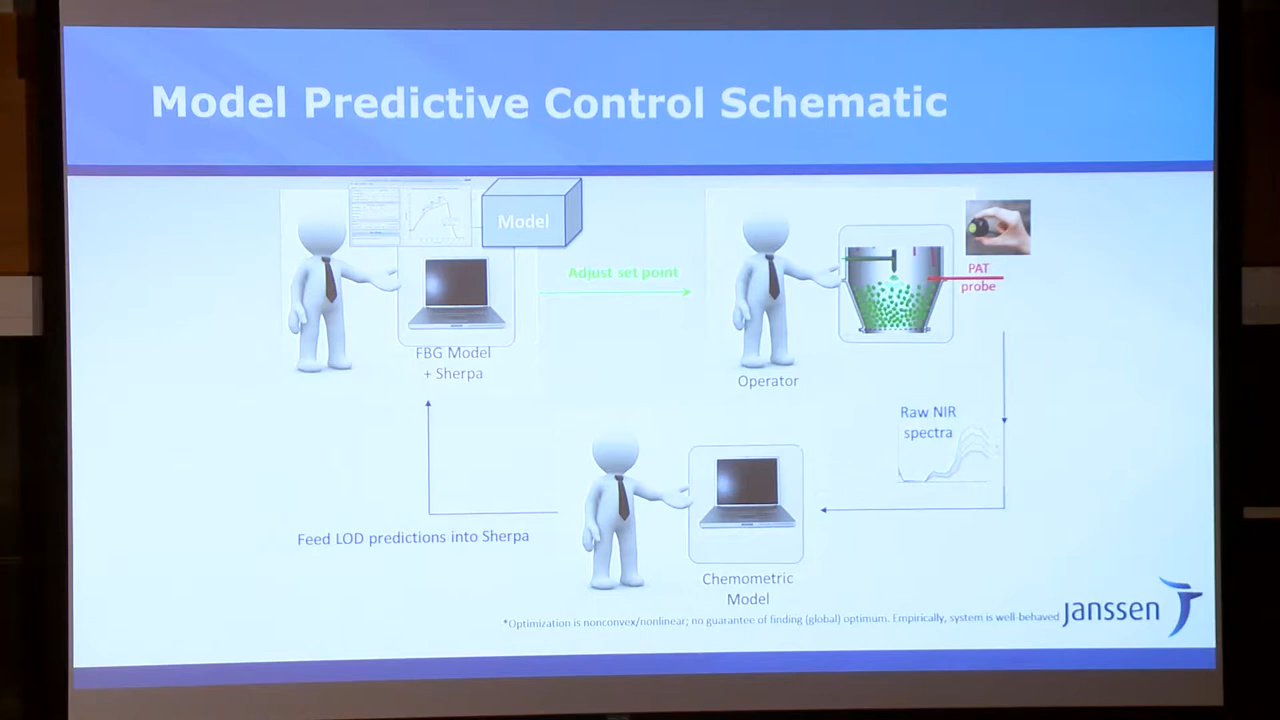 Model Predictive Control Schematic
Model
Adjust set point
PAT
probe
FBG Model
+ Sherpa
Operator
Raw NIR
spectra
Feed LOD predictions into Sherpa
Chemometric
Model
*Optimization is nonconvex/nonlinear; no guarantee of finding (global) optimum. Empirically, system is well-behaved
janssen